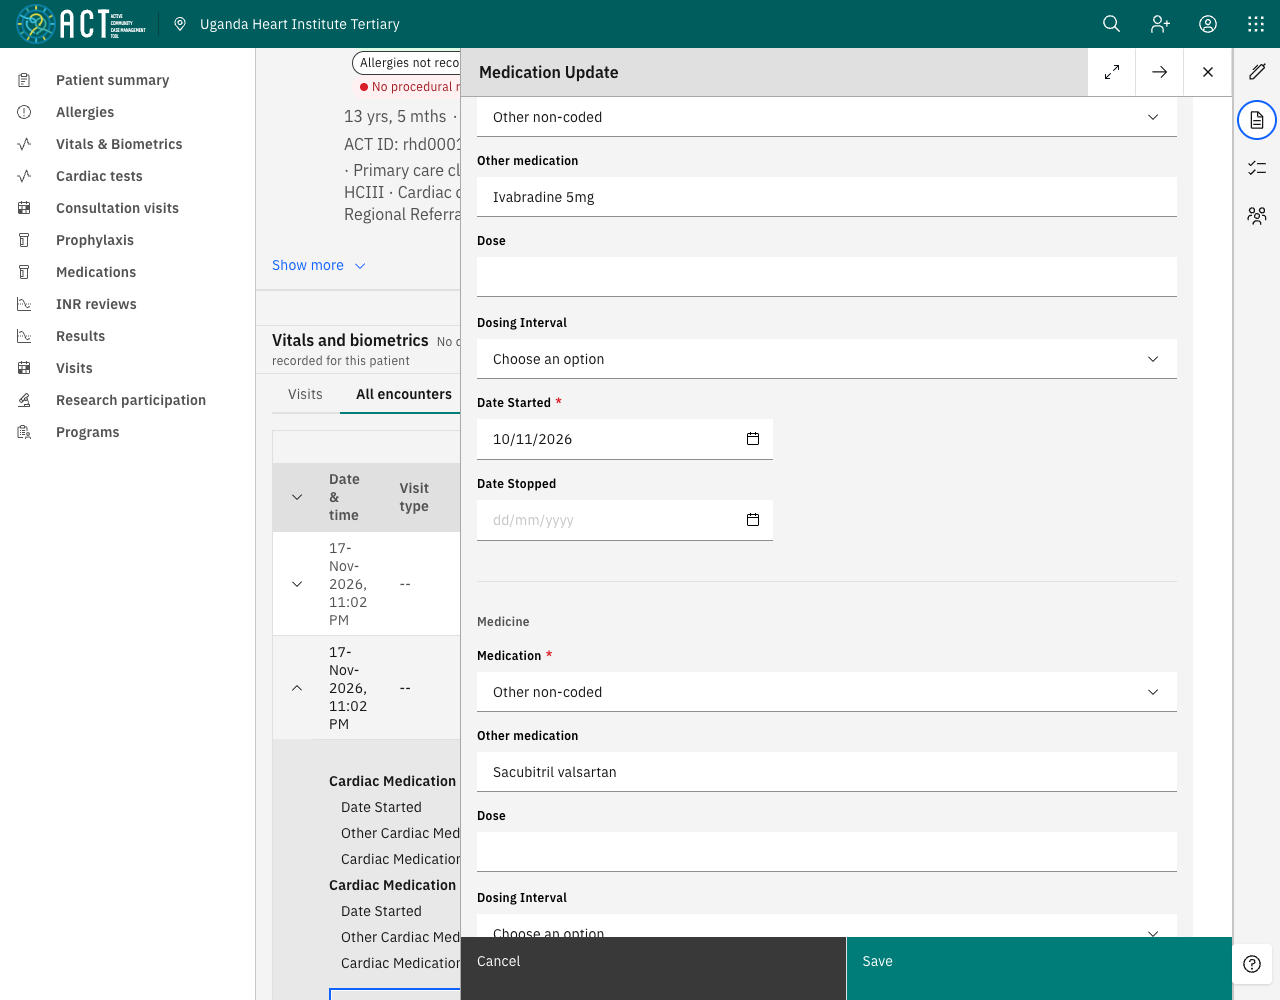 ACT ACTIVE COMMUNITY CASE MANAGEMENT TOOL
Uganda Heart Institute Tertiary
Patient summary
Allergies
Vitals & Biometrics
Cardiac tests
Consultation visits
Prophylaxis
Medications
INR reviews
Results
Visits
Research participation
Programs
Allergies not reco
No procedural r
13 yrs, 5 mths ·
ACT ID: rhd0001
· Primary care cl
HCIII · Cardiac c
Regional Referra
Show more
Vitals and biometrics No d
recorded for this patient
Visits
All encounters
Date & time
Visit type
17-Nov-2026, 11:02 PM
--
17-Nov-2026, 11:02 PM
--
Cardiac Medication
Date Started
Other Cardiac Med
Cardiac Medication
Cardiac Medication
Date Started
Other Cardiac Med
Cardiac Medication
Medication Update
Other non-coded
Other medication
Ivabradine 5mg
Dose
Dosing Interval
Choose an option
Date Started *
10/11/2026
Date Stopped
dd/mm/yyyy
Medicine
Medication *
Other non-coded
Other medication
Sacubitril valsartan
Dose
Dosing Interval
Choose an option
Cancel
Save